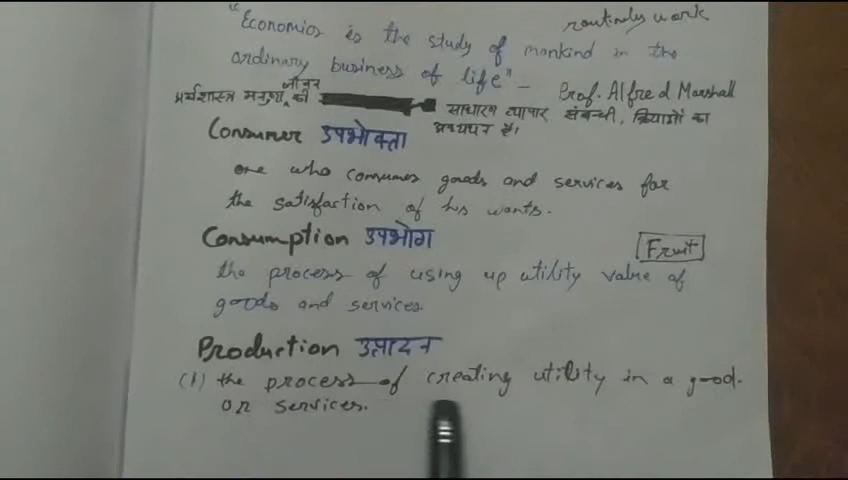 routinely work
"Economics is the study of mankind in the
ordinary business of life" - Prof. Alfred Marshall
अर्थशास्त्र मनुष्य की जीवन साधारण व्यापार संबन्धी, क्रियाओं का
अध्ययन है।
Consumer उपभोक्ता
one who consumes goods and services for
the satisfaction of his wants.
Consumption उपभोग
Fruit
the process of using up utility value of
goods and services.
Production उत्पादन
(1) the process of creating utility in a good
or services.